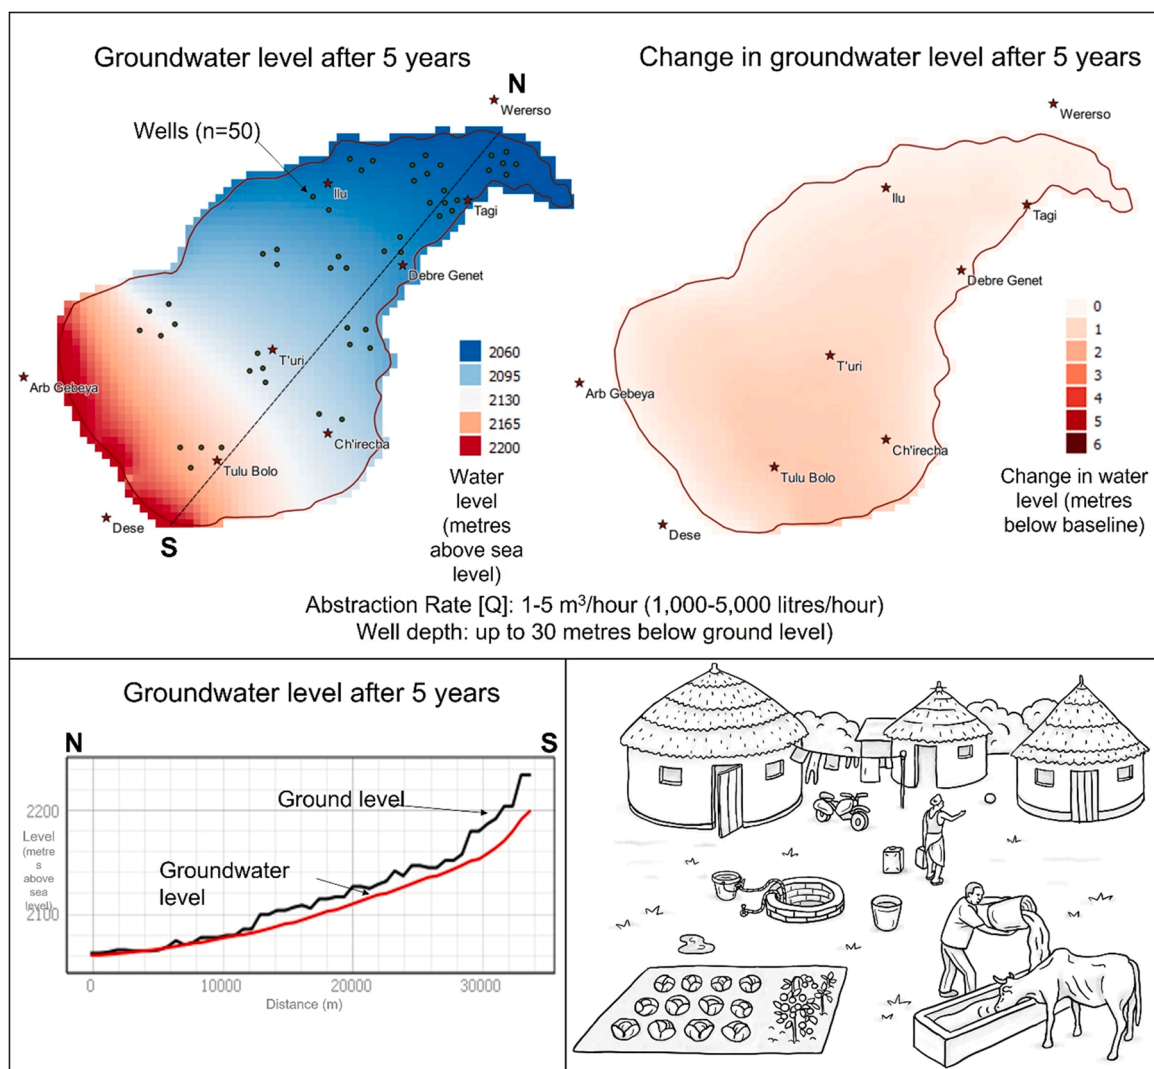 Groundwater level after 5 years
N
Wererso
Wells (n=50)
Ilu
Tagi
Debre Genet
T'uri
Arb Gebeya
Ch'irecha
Tulu Bolo
Dese
S
2060
2095
2130
2165
2200
Water
level
(metres
above sea
level)
Change in groundwater level after 5 years
Wererso
Ilu
Tagi
Debre Genet
T'uri
Arb Gebeya
Ch'irecha
Tulu Bolo
Dese
0
1
2
3
4
5
6
Change in water
level (metres
below baseline)
Abstraction Rate [Q]: 1-5 m³/hour (1,000-5,000 litres/hour)
Well depth: up to 30 metres below ground level)
Groundwater level after 5 years
N
S
Ground level
Groundwater
level
2200
Level
(metre
s
above
sea
level)
2100
0
10000
20000
30000
Distance (m)